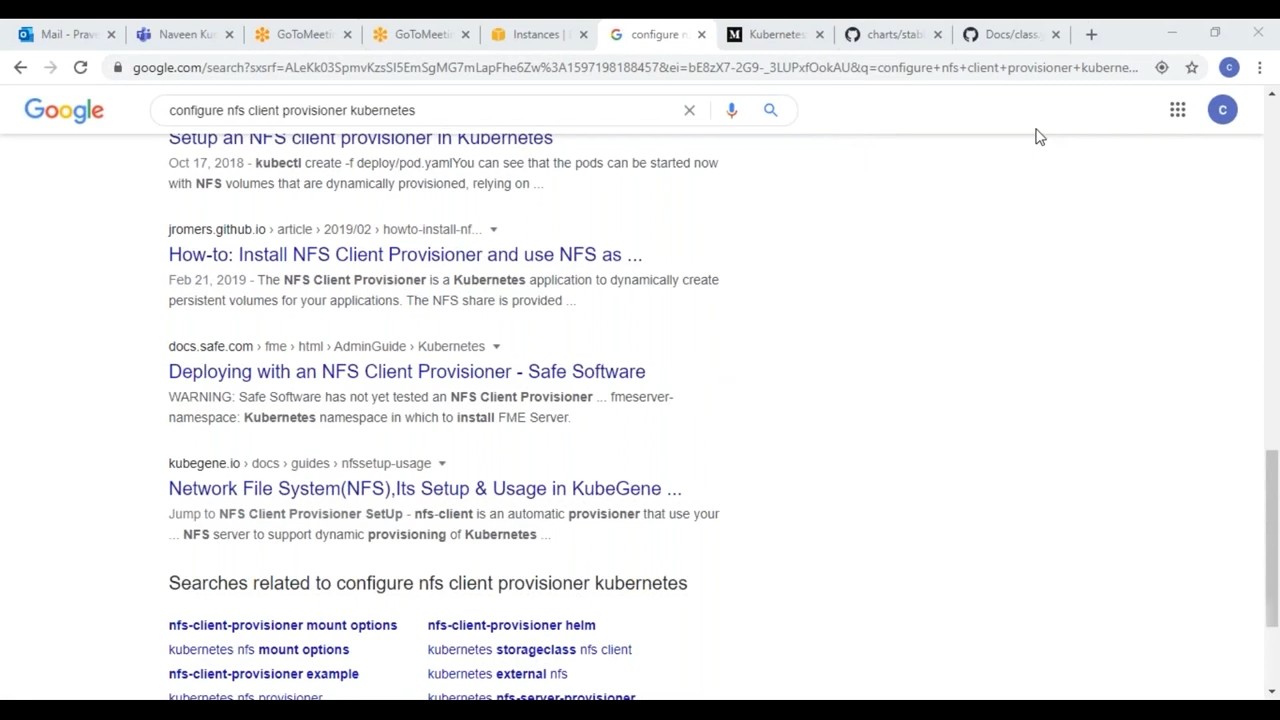 Mail - Prave
Naveen Ku
GoToMeeti
GoToMeeti
Instances |
configure n
Kubernetes
charts/stab
Docs/class.
google.com/search?sxsrf=ALeKk03SpmvKzsSI5EmSgMG7mLapFhe6Zw%3A1597198188457&ei=bE8zX7-2G9-_3LUPxfOokAU&q=configure+nfs+client+provisioner+kuberne...
C
Google
configure nfs client provisioner kubernetes
C
Setup an NFS client provisioner in Kubernetes
Oct 17, 2018 - kubectl create -f deploy/pod.yamlYou can see that the pods can be started now
with NFS volumes that are dynamically provisioned, relying on ...
jromers.github.io › article › 2019/02 › howto-install-nf...
How-to: Install NFS Client Provisioner and use NFS as ...
Feb 21, 2019 - The NFS Client Provisioner is a Kubernetes application to dynamically create
persistent volumes for your applications. The NFS share is provided ...
docs.safe.com › fme › html › AdminGuide › Kubernetes
Deploying with an NFS Client Provisioner - Safe Software
WARNING: Safe Software has not yet tested an NFS Client Provisioner ... fmeserver-
namespace: Kubernetes namespace in which to install FME Server.
kubegene.io › docs › guides › nfssetup-usage
Network File System(NFS),Its Setup & Usage in KubeGene ...
Jump to NFS Client Provisioner SetUp - nfs-client is an automatic provisioner that use your
... NFS server to support dynamic provisioning of Kubernetes ...
Searches related to configure nfs client provisioner kubernetes
nfs-client-provisioner mount options
nfs-client-provisioner helm
kubernetes nfs mount options
kubernetes storageclass nfs client
nfs-client-provisioner example
kubernetes external nfs
kubernetes nfs provisioner
kubernetes nfs-server-provisioner